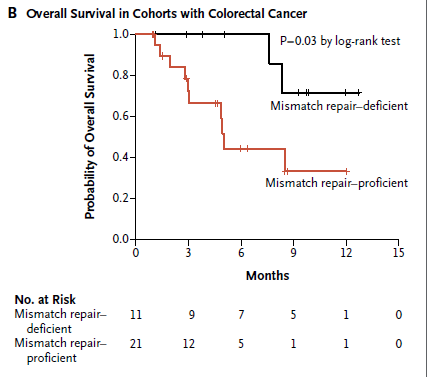 B Overall Survival in Cohorts with Colorectal Cancer
Probability of Overall Survival
1.0
0.8
0.6
0.4
0.2
0.0
P=0.03 by log-rank test
Mismatch repair–deficient
Mismatch repair–proficient
0 3 6 9 12 15
Months
No. at Risk
Mismatch repair– 11 9 7 5 1 0
deficient
Mismatch repair– 21 12 5 1 1 0
proficient